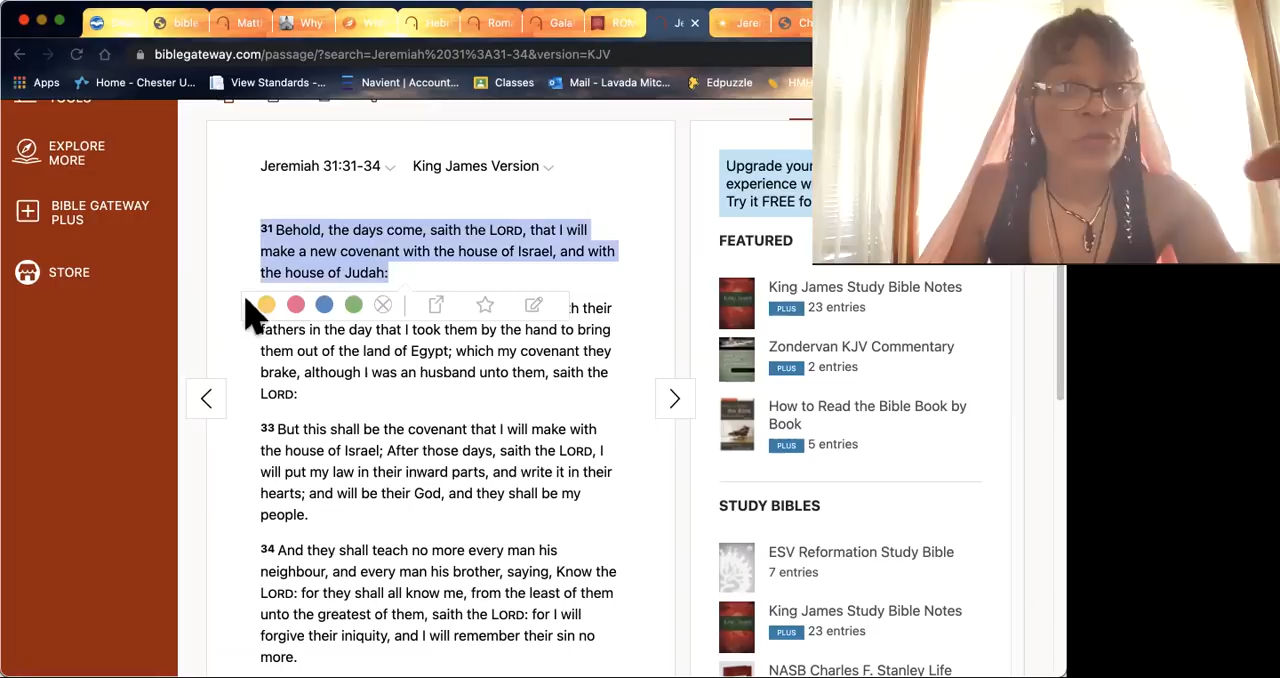 bible
Matt
Why
Hebr
Rom
Gala
Je
Jerer
Ch
biblegateway.com/passage/?search=Jeremiah%2031%3A31-34&version=KJV
Apps
Home - Chester U...
View Standards -...
Navient | Account...
Classes
Mail - Lavada Mitc...
Edpuzzle
HMH
TOOLS
EXPLORE
MORE
BIBLE GATEWAY
PLUS
STORE
Jeremiah 31:31-34
King James Version
31 Behold, the days come, saith the LORD, that I will
make a new covenant with the house of Israel, and with
the house of Judah:
h their
fathers in the day that I took them by the hand to bring
them out of the land of Egypt; which my covenant they
brake, although I was an husband unto them, saith the
LORD:
33 But this shall be the covenant that I will make with
the house of Israel; After those days, saith the LORD, I
will put my law in their inward parts, and write it in their
hearts; and will be their God, and they shall be my
people.
34 And they shall teach no more every man his
neighbour, and every man his brother, saying, Know the
LORD: for they shall all know me, from the least of them
unto the greatest of them, saith the LORD: for I will
forgive their iniquity, and I will remember their sin no
more.
Upgrade your
experience w
Try it FREE fo
FEATURED
King James Study Bible Notes
PLUS 23 entries
Zondervan KJV Commentary
PLUS 2 entries
How to Read the Bible Book by
Book
PLUS 5 entries
STUDY BIBLES
ESV Reformation Study Bible
7 entries
King James Study Bible Notes
PLUS 23 entries
NASB Charles F. Stanley Life